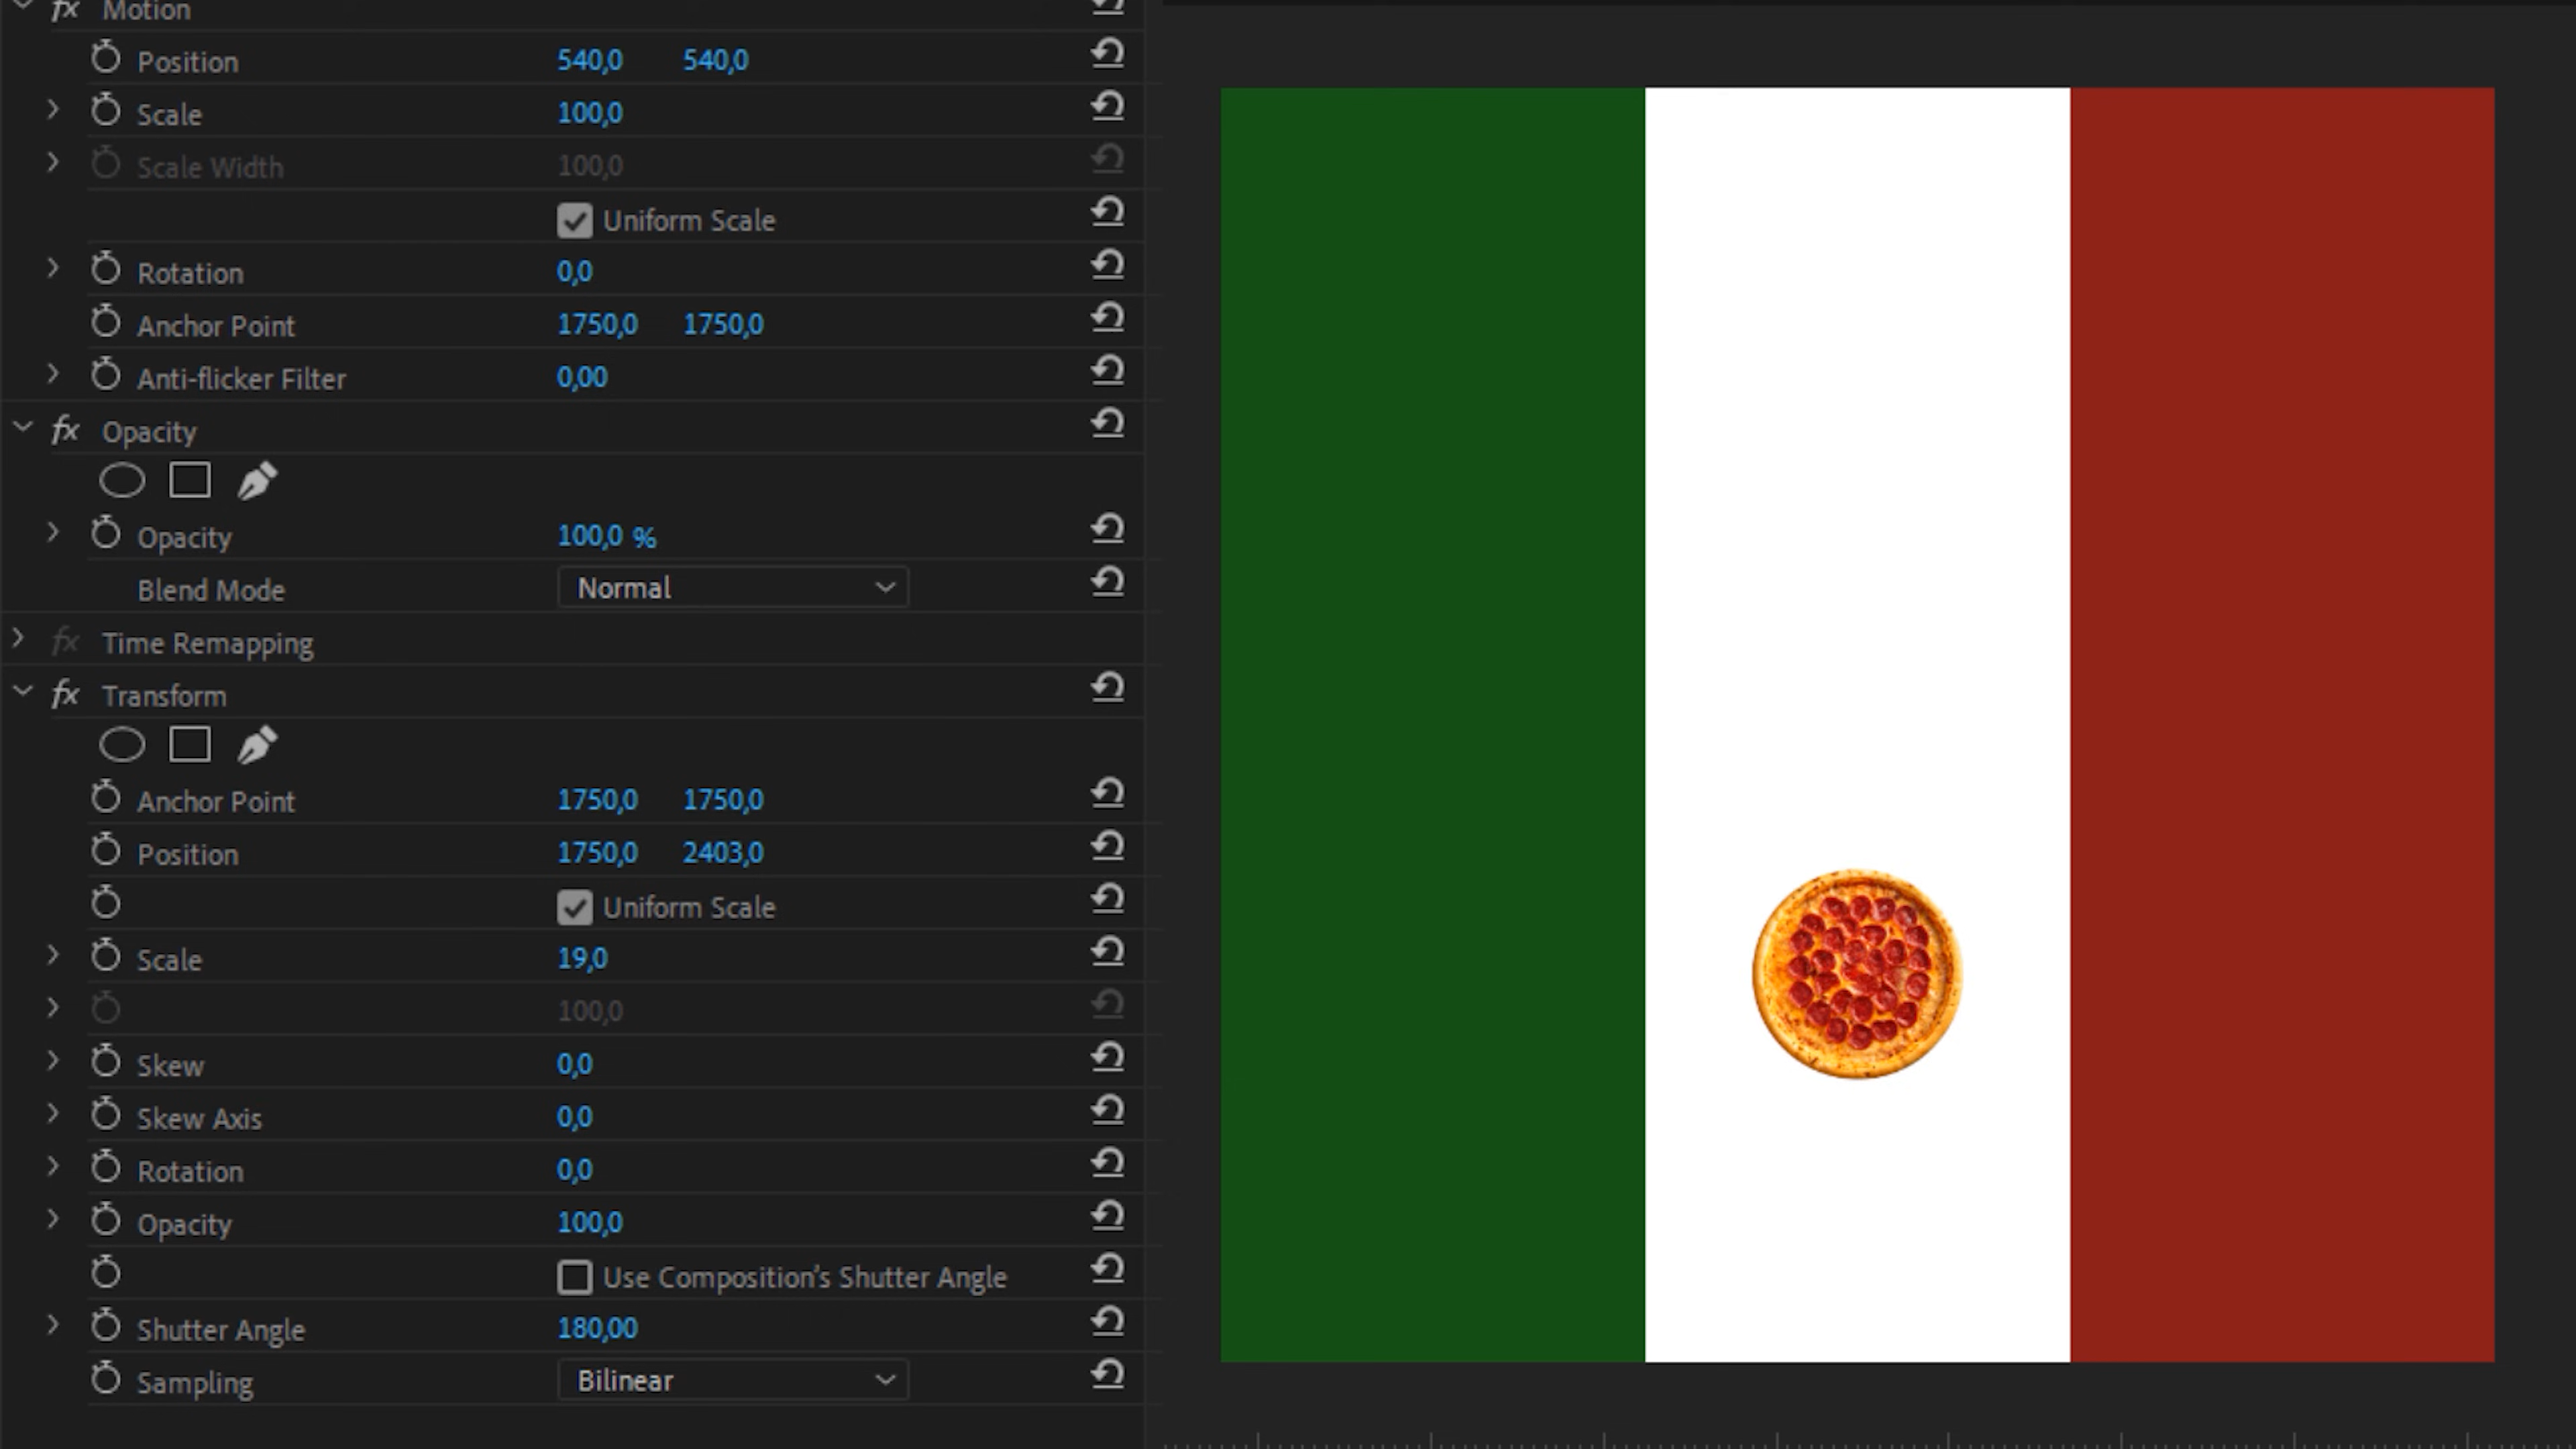 fx Motion
Position 540,0 540,0
Scale 100,0
Scale Width 100,0
Uniform Scale
Rotation 0,0
Anchor Point 1750,0 1750,0
Anti-flicker Filter 0,00
fx Opacity
Opacity 100,0 %
Blend Mode Normal
fx Time Remapping
fx Transform
Anchor Point 1750,0 1750,0
Position 1750,0 2403,0
Uniform Scale
Scale 19,0
100,0
Skew 0,0
Skew Axis 0,0
Rotation 0,0
Opacity 100,0
Use Composition's Shutter Angle
Shutter Angle 180,00
Sampling Bilinear